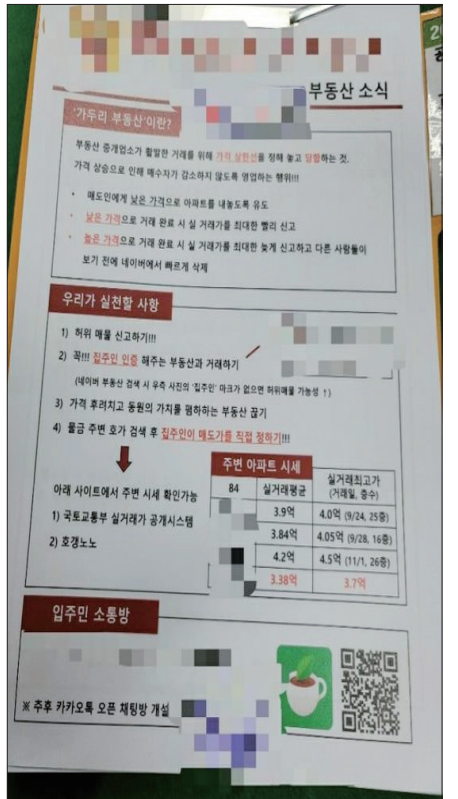 부동산 소식
'가두리 부동산'이란?
부동산 중개업소가 활발한 거래를 위해 가격 상한선을 정해 놓고 담합하는 것.
가격 상승으로 인해 매수자가 감소하지 않도록 영업하는 행위!!!
• 매도인에게 낮은 가격으로 아파트를 내놓도록 유도
• 낮은 가격으로 거래 완료 시 실 거래가를 최대한 빨리 신고
• 높은 가격으로 거래 완료 시 실 거래가를 최대한 늦게 신고하고 다른 사람들이
보기 전에 네이버에서 빠르게 삭제
우리가 실천할 사항
1) 허위 매물 신고하기!!!
2) 꼭!!! 집주인 인증 해주는 부동산과 거래하기
(네이버 부동산 검색 시 우측 사진의 '집주인' 마크가 없으면 허위매물 가능성 ↑)
3) 가격 후려치고 동원의 가치를 폄하하는 부동산 끊기
4) 물금 주변 호가 검색 후 집주인이 매도가를 직접 정하기!!!
아래 사이트에서 주변 시세 확인가능
1) 국토교통부 실거래가 공개시스템
2) 호갱노노
주변 아파트 시세
84 실거래평균 실거래최고가
(거래일, 층수)
3.9억 4.0억 (9/24, 25층)
3.84억 4.05억 (9/28, 16층)
4.2억 4.5억 (11/1, 26층)
3.38억 3.7억
입주민 소통방
※ 추후 카카오톡 오픈 채팅방 개설